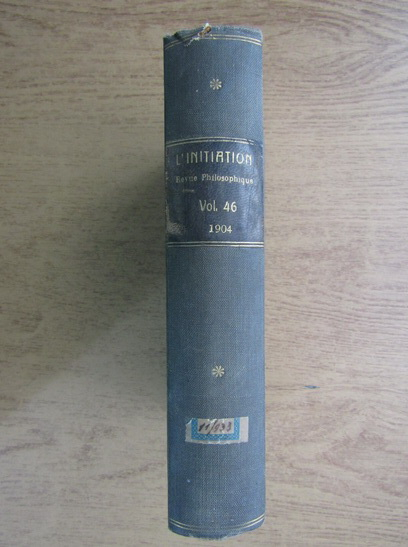 L'INITIATION
Revue Philosophique
Vol. 46
1904